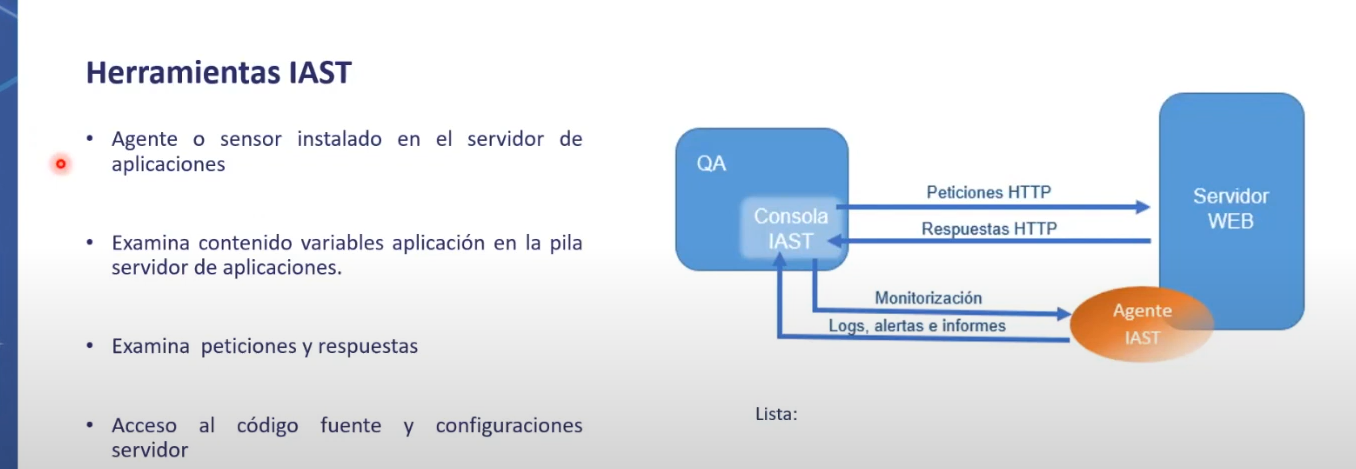 Herramientas IAST
• Agente o sensor instalado en el servidor de
aplicaciones
• Examina contenido variables aplicación en la pila
servidor de aplicaciones.
• Examina peticiones y respuestas
• Acceso al código fuente y configuraciones
servidor
QA
Consola
IAST
Peticiones HTTP
Respuestas HTTP
Servidor
WEB
Monitorización
Logs, alertas e informes
Agente
IAST
Lista: